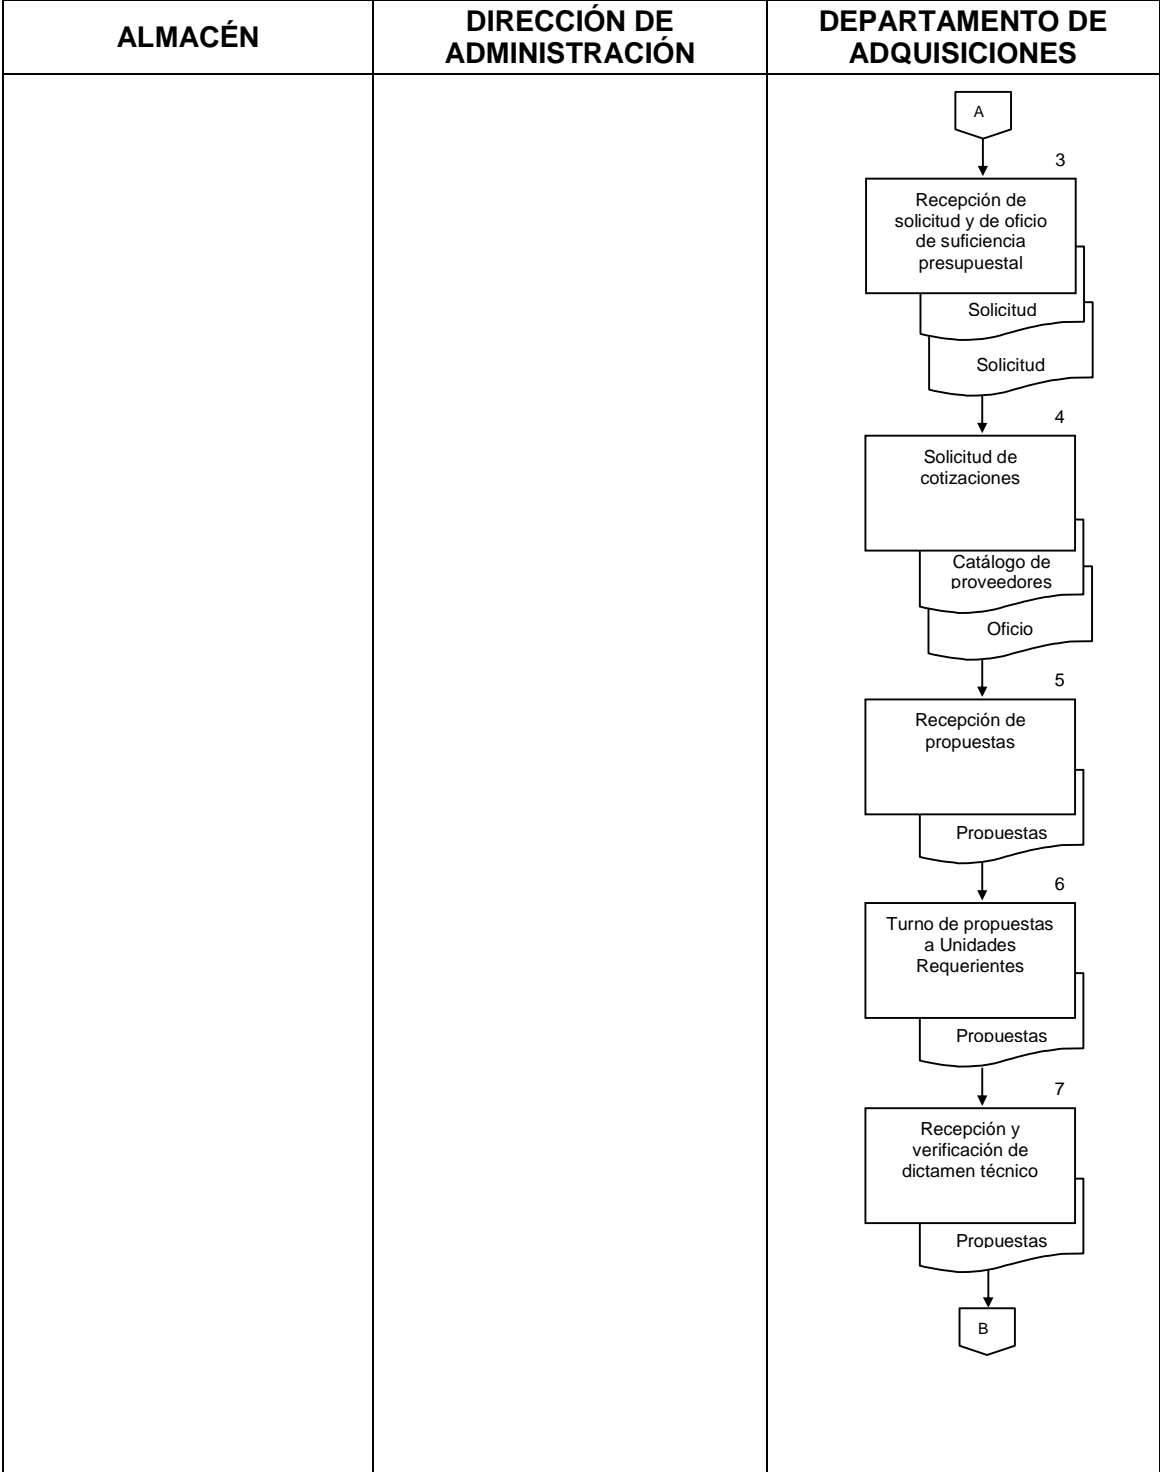 ALMACÉN
DIRECCIÓN DE
ADMINISTRACIÓN
DEPARTAMENTO DE
ADQUISICIONES
A
3
Recepción de
solicitud y de oficio
de suficiencia
presupuestal
Solicitud
Solicitud
4
Solicitud de
cotizaciones
Catálogo de
proveedores
Oficio
5
Recepción de
propuestas
Propuestas
6
Turno de propuestas
a Unidades
Requerientes
Propuestas
7
Recepción y
verificación de
dictamen técnico
Propuestas
B